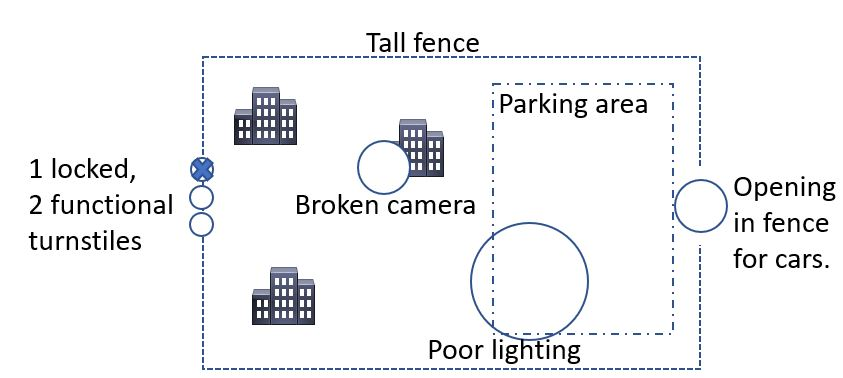 Tall fence
Parking area
1 locked,
2 functional
turnstiles
Broken camera
Opening
in fence
for cars.
Poor lighting